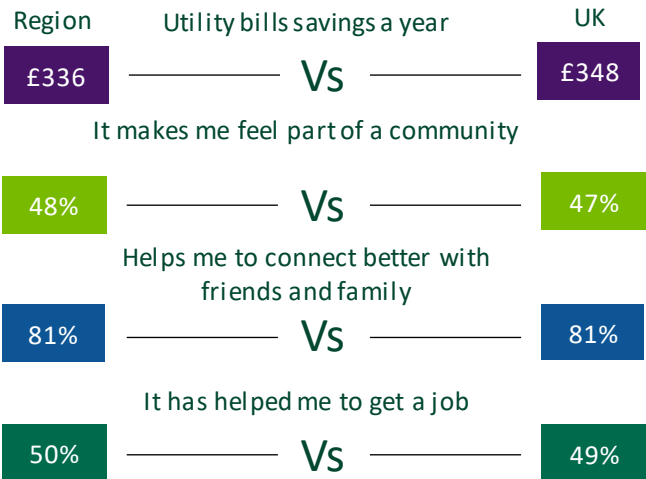 Region Utility bills savings a year UK
£336 Vs £348
It makes me feel part of a community
48% Vs 47%
Helps me to connect better with
friends and family
81% Vs 81%
It has helped me to get a job
50% Vs 49%